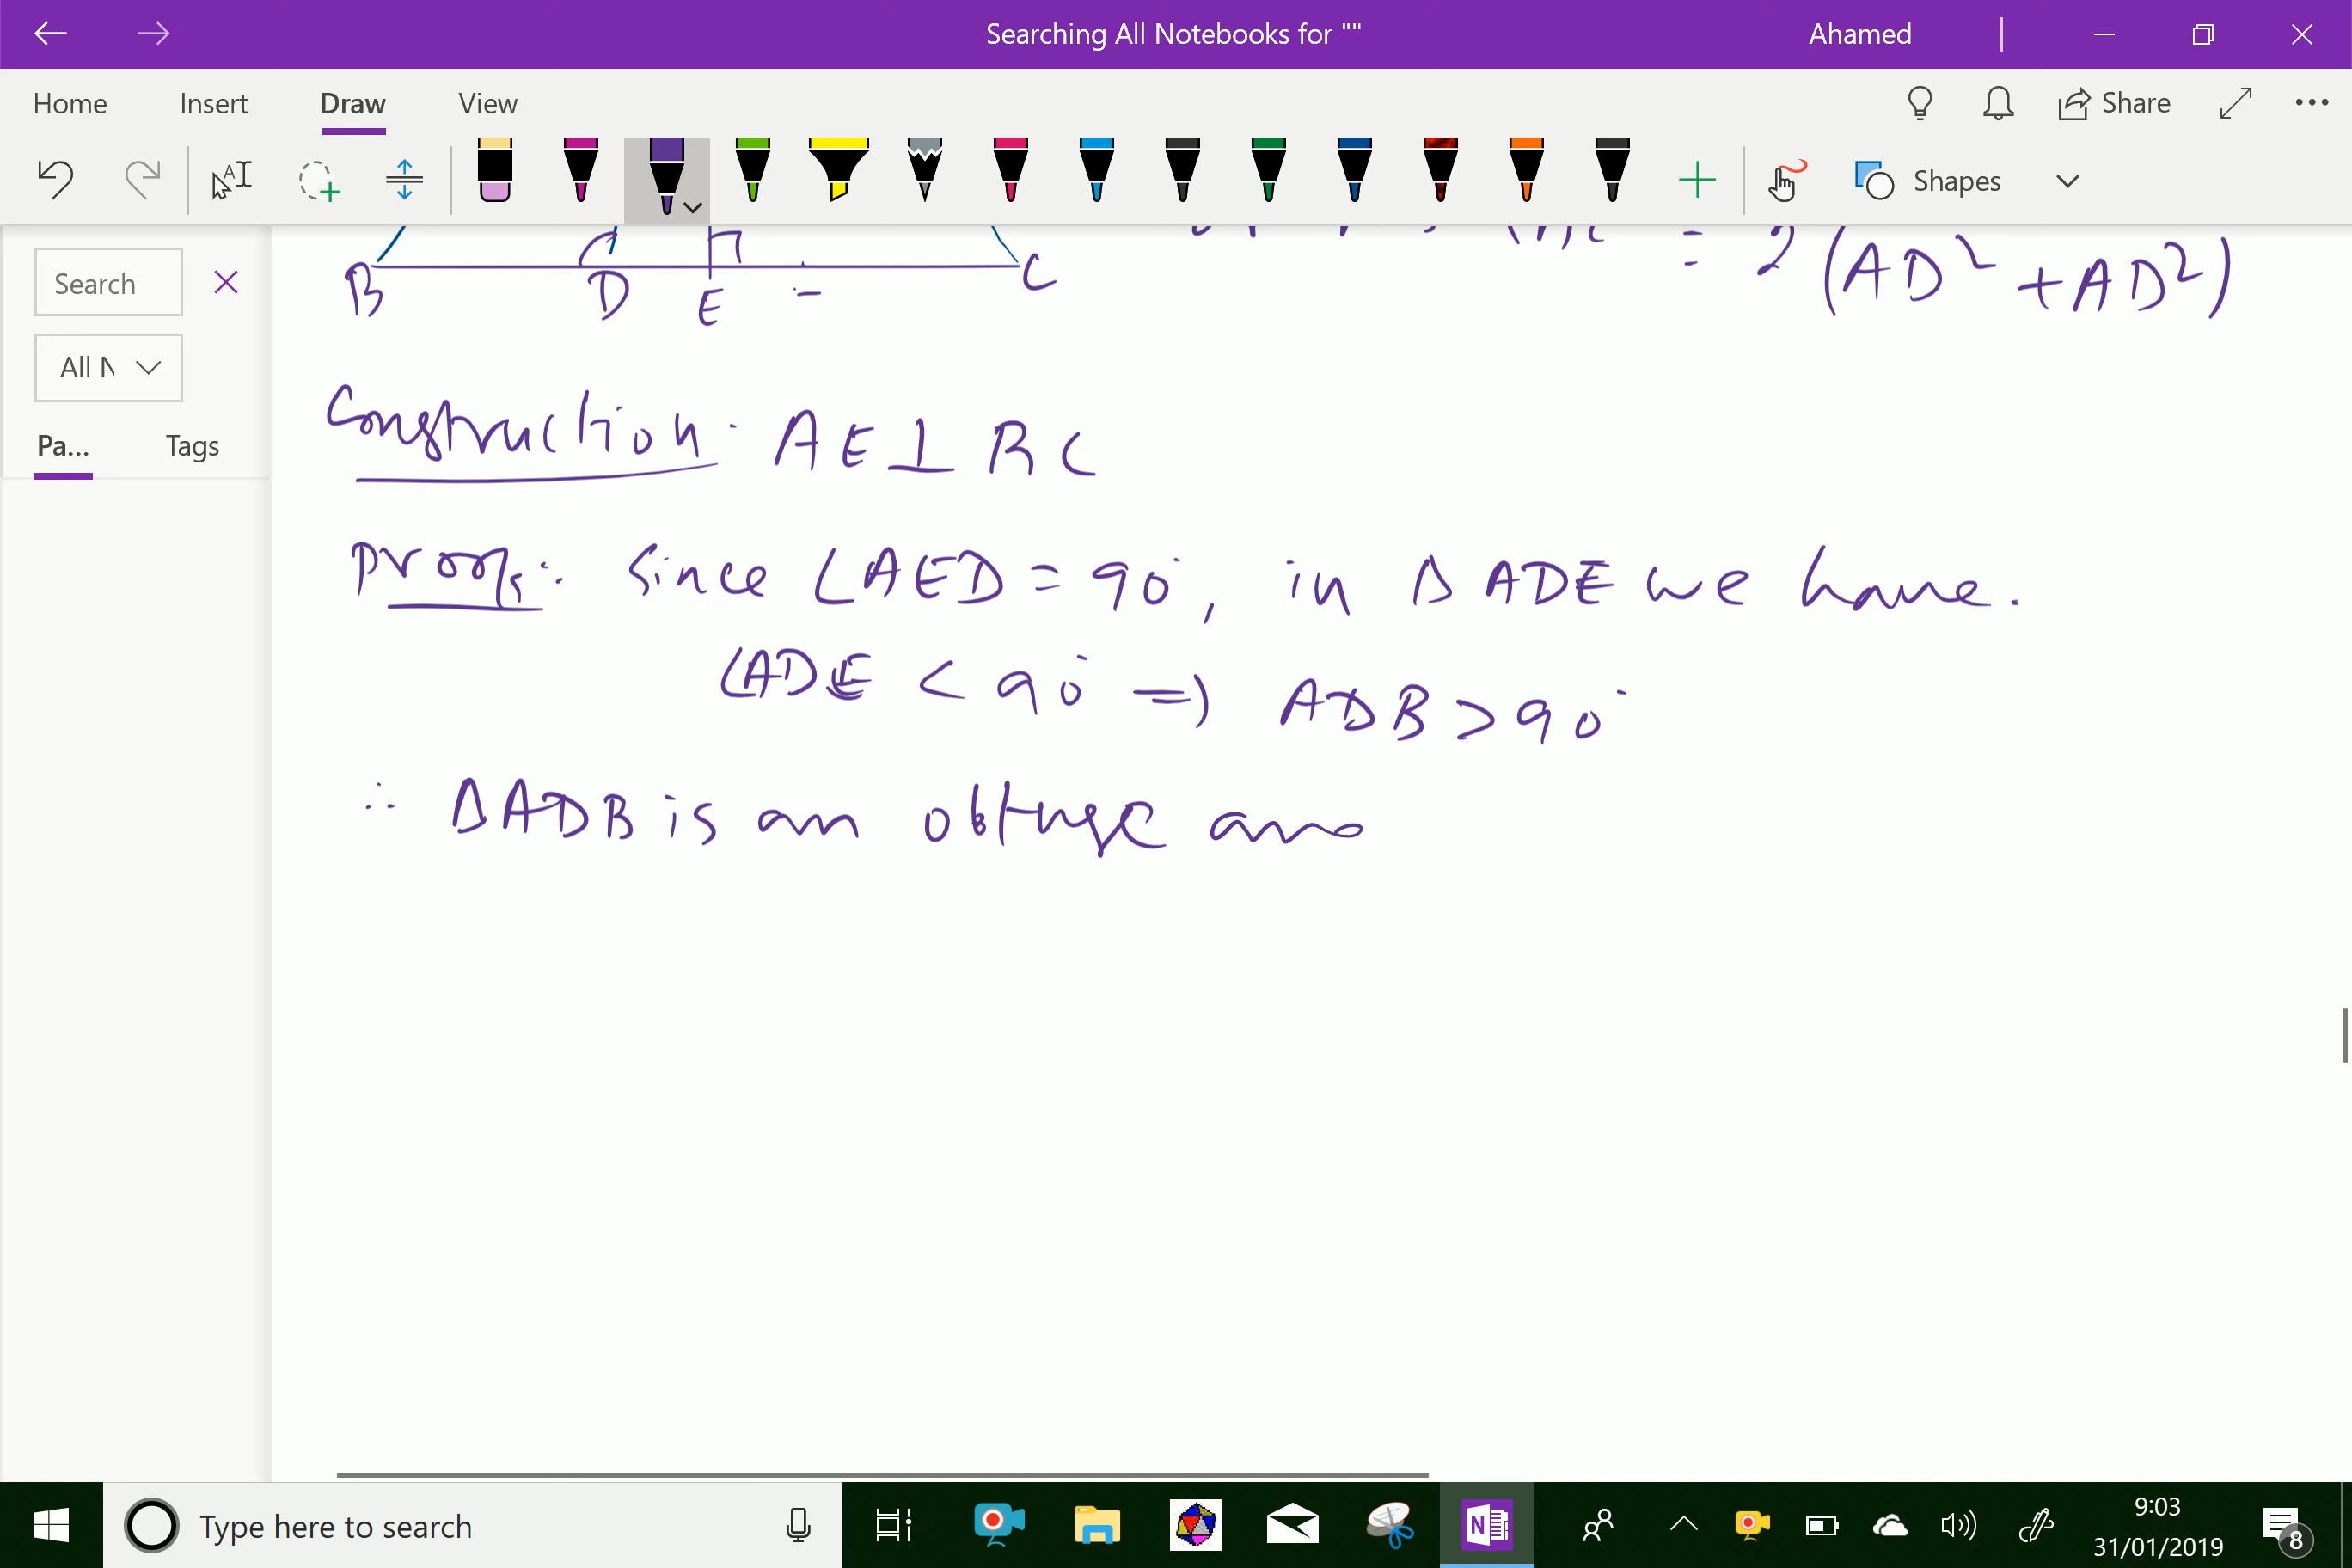 Searching All Notebooks for ""
Ahamed
Home Insert Draw View
Share
Shapes
Search
All N
Pa... Tags
B D E C
= 2 (AD² + AD²)
Construction: AE ⊥ BC
Proof: Since ∠AED = 90°, in Δ ADE we have.
∠ADE < 90° => ADB > 90°
∴ ΔADB is an obtuse
Type here to search
9:03
31/01/2019
8